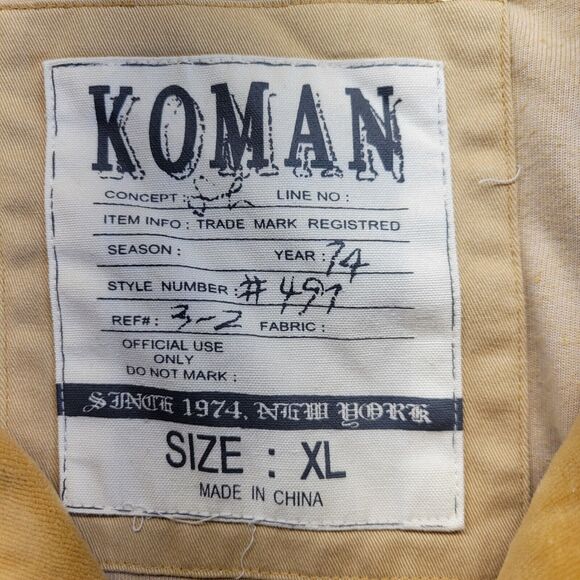 KOMAN
CONCEPT : LINE NO :
ITEM INFO : TRADE MARK REGISTRED
SEASON : YEAR : 74
STYLE NUMBER : # 497
REF# : 3-2 FABRIC :
OFFICIAL USE
ONLY
DO NOT MARK :
SINCE 1974, NEW YORK
SIZE : XL
MADE IN CHINA